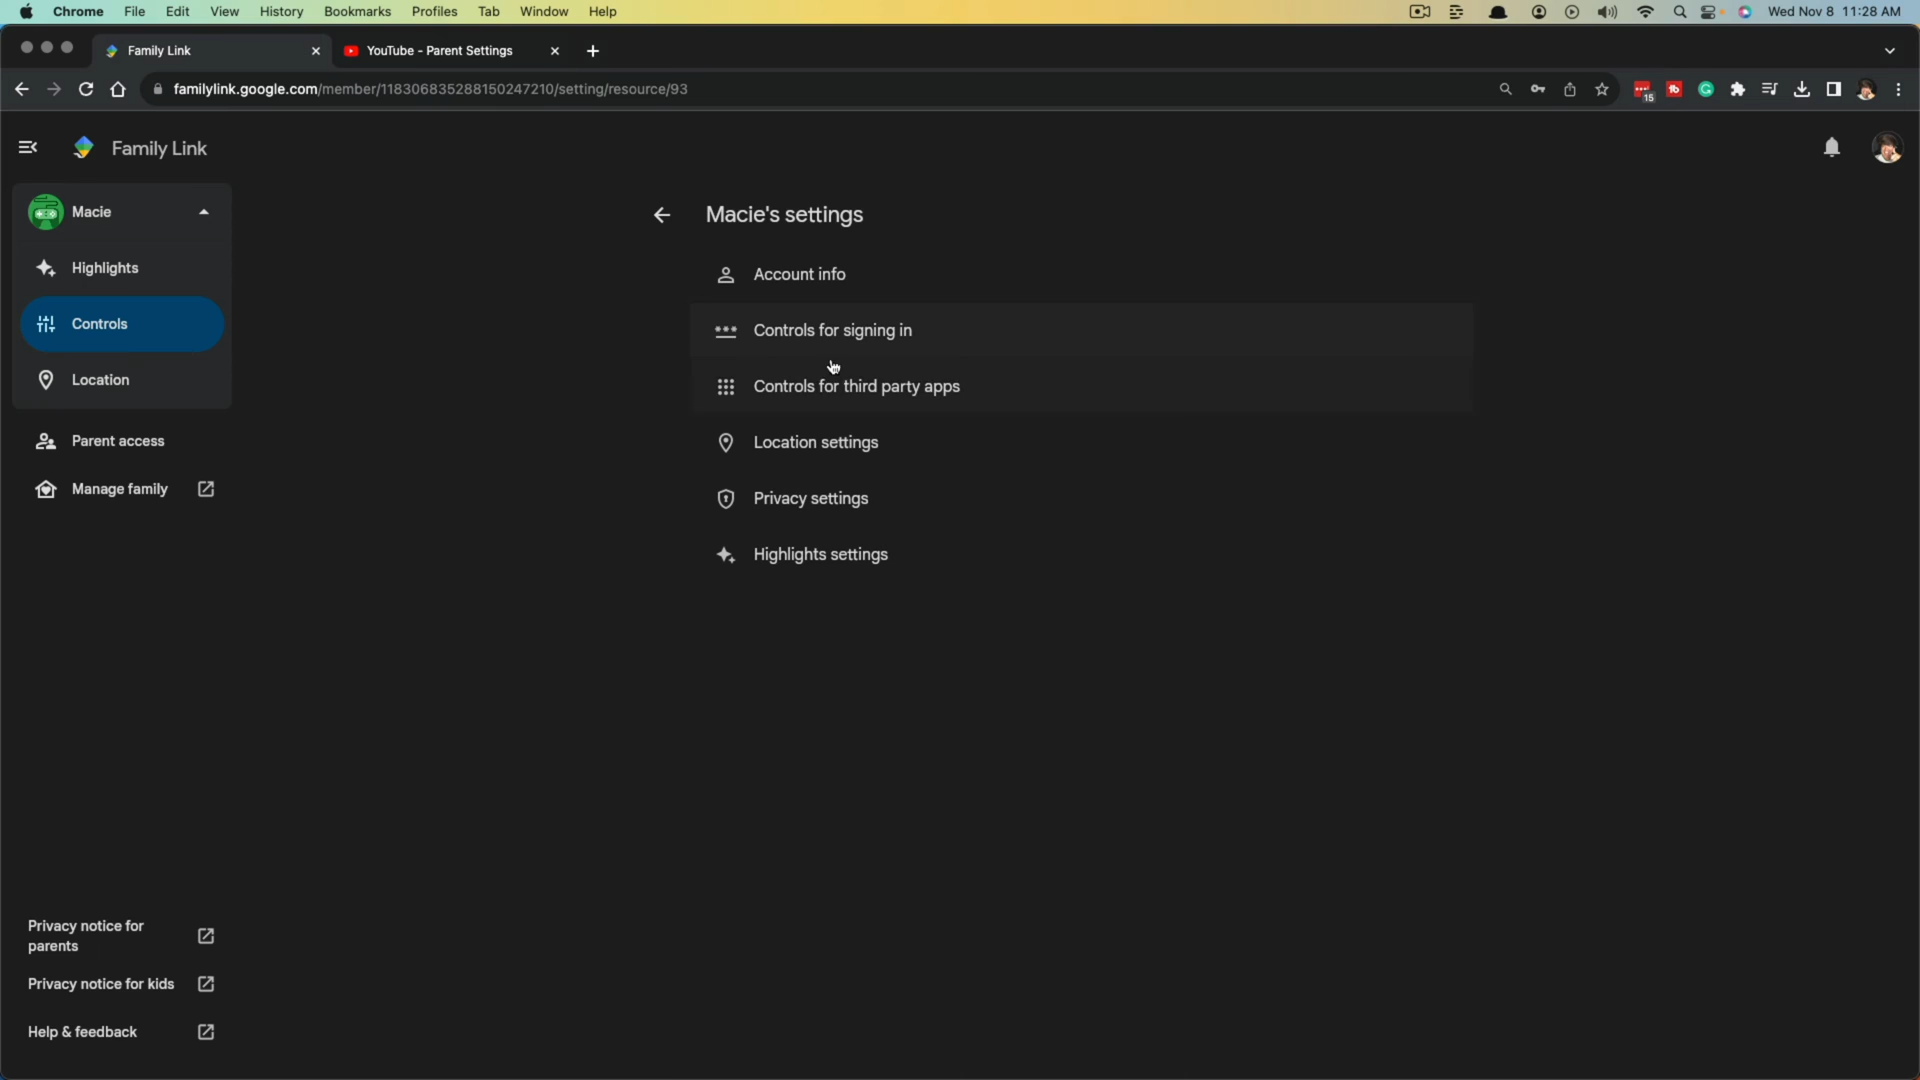 Chrome File Edit View History Bookmarks Profiles Tab Window Help Wed Nov 8 11:28 AM
Family Link YouTube - Parent Settings
familylink.google.com/member/118306835288150247210/setting/resource/93 15
Family Link
Macie
Highlights
Controls
Location
Parent access
Manage family
Macie's settings
Account info
Controls for signing in
Controls for third party apps
Location settings
Privacy settings
Highlights settings
Privacy notice for
parents
Privacy notice for kids
Help & feedback